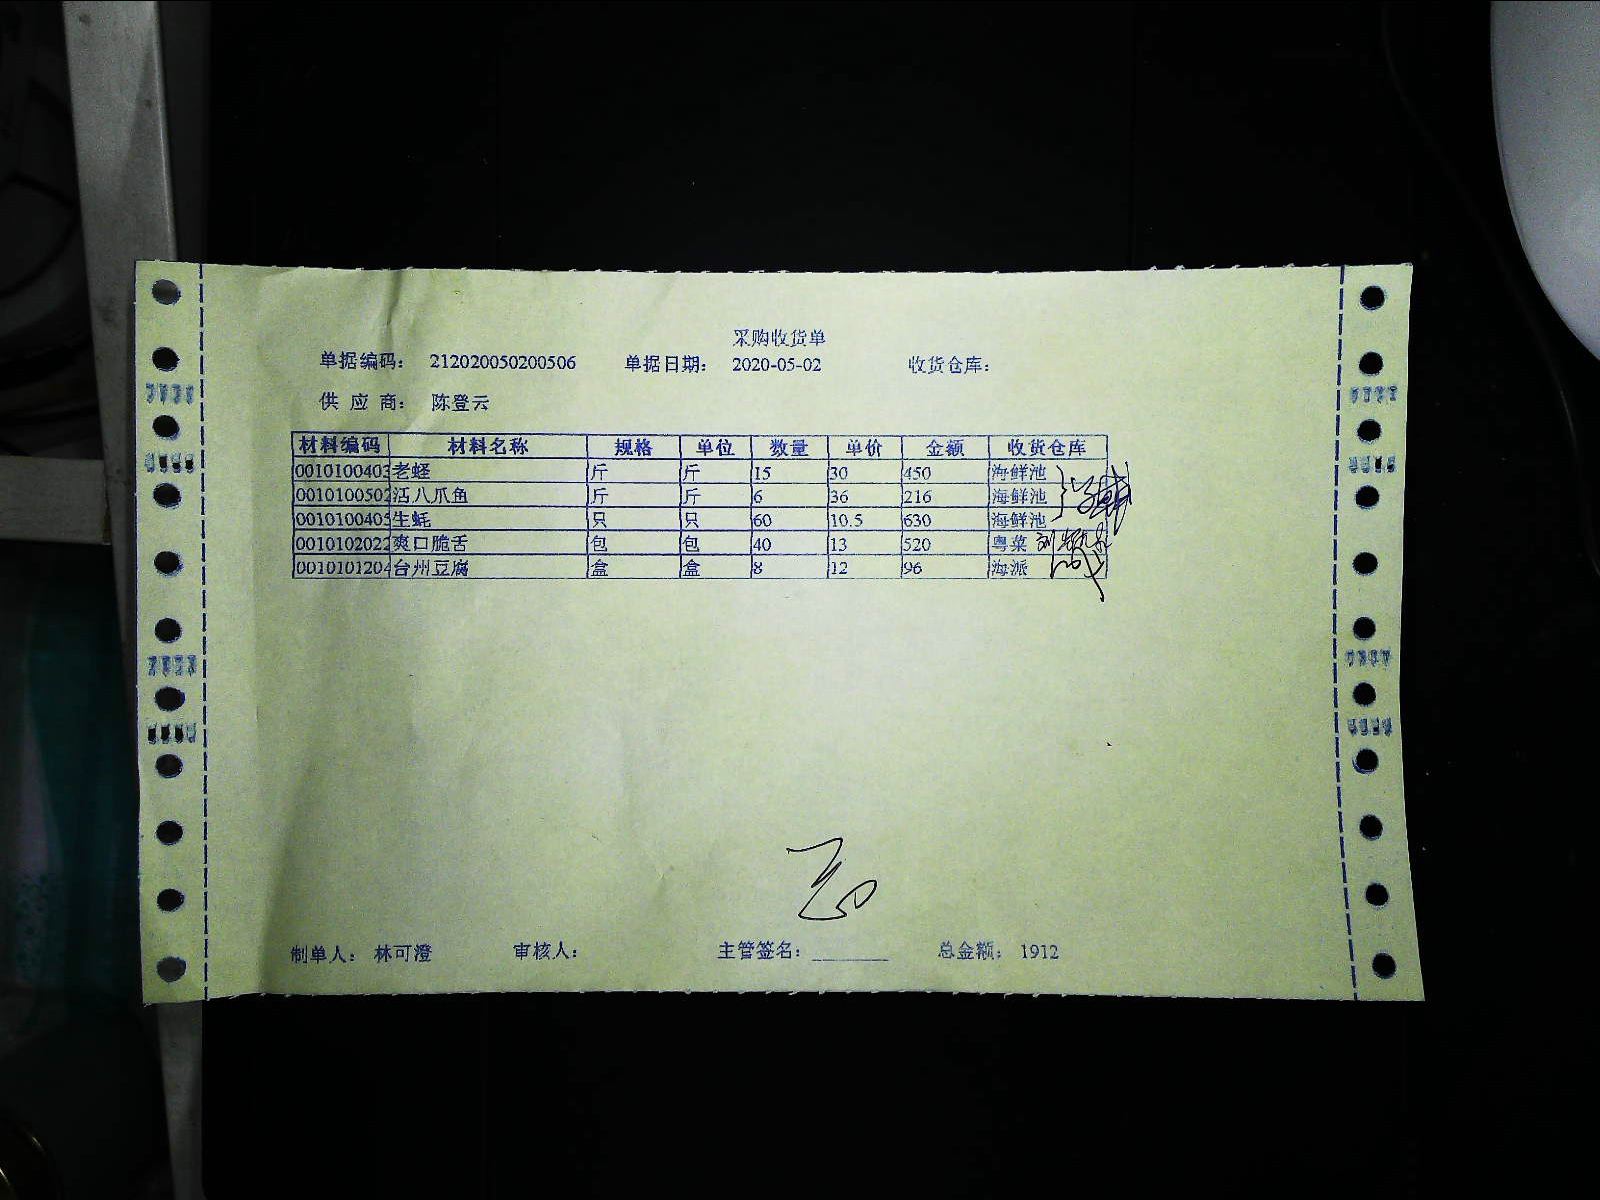 采购收货单
单据编码： 212020050200506 单据日期： 2020-05-02 收货仓库：
供 应 商： 陈登云
材料编码 材料名称 规格 单位 数量 单价 金额 收货仓库
0010100403 老蛏 斤 斤 15 30 450 海鲜池
0010100502 活八爪鱼 斤 斤 6 36 216 海鲜池
0010100405 生蚝 只 只 60 10.5 630 海鲜池
0010102022 爽口脆舌 包 包 40 13 520 粤菜
0010101204 台州豆腐 盒 盒 8 12 96 海派
制单人： 林可澄 审核人： 主管签名： 总金额： 1912